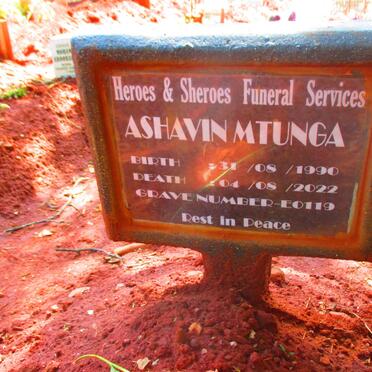 Heroes & Sheroes Funeral Services
ASHAVIN MTUNGA
BIRTH :31 /08 /1990
DEATH :04 /08 /2022
GRAVE NUMBER-E0119
Rest in Peace